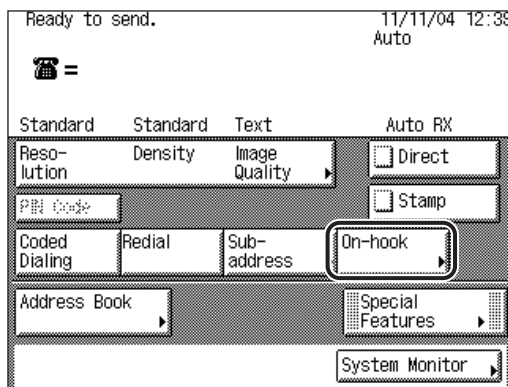 Ready to send. 11/11/04 12:38
Auto
=
Standard Standard Text Auto RX
Reso- Density Image Direct
lution Quality
PIN Code Stamp
Coded Redial Sub- On-hook
Dialing address
Address Book Special
Features
System Monitor